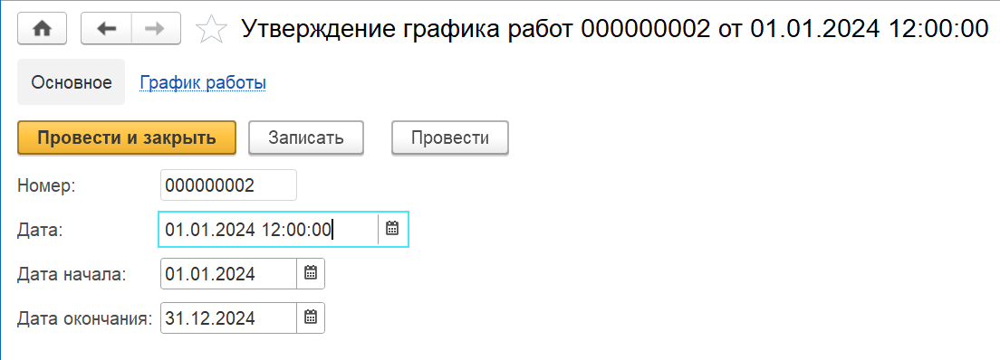 Утверждение графика работ 000000002 от 01.01.2024 12:00:00
Основное График работы
Провести и закрыть Записать Провести
Номер: 000000002
Дата: 01.01.2024 12:00:00
Дата начала: 01.01.2024
Дата окончания: 31.12.2024